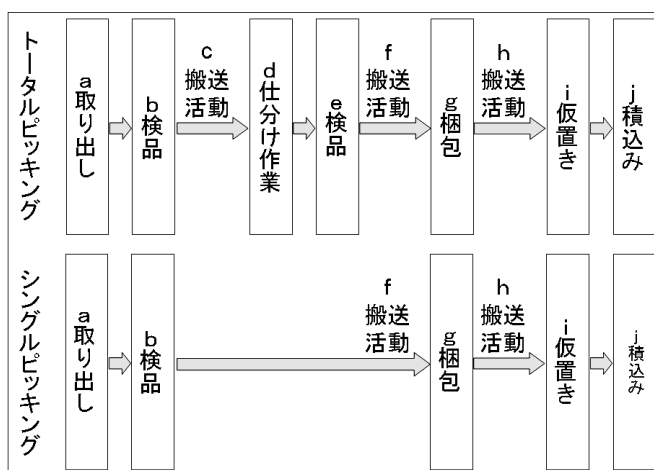 トータルピッキング
a取り出し
b検品
c
搬送
活動
d仕分け作業
e検品
f
搬送
活動
g梱包
h
搬送
活動
i仮置き
j積込み
シングルピッキング
a取り出し
b検品
f
搬送
活動
g梱包
h
搬送
活動
i仮置き
j積込み